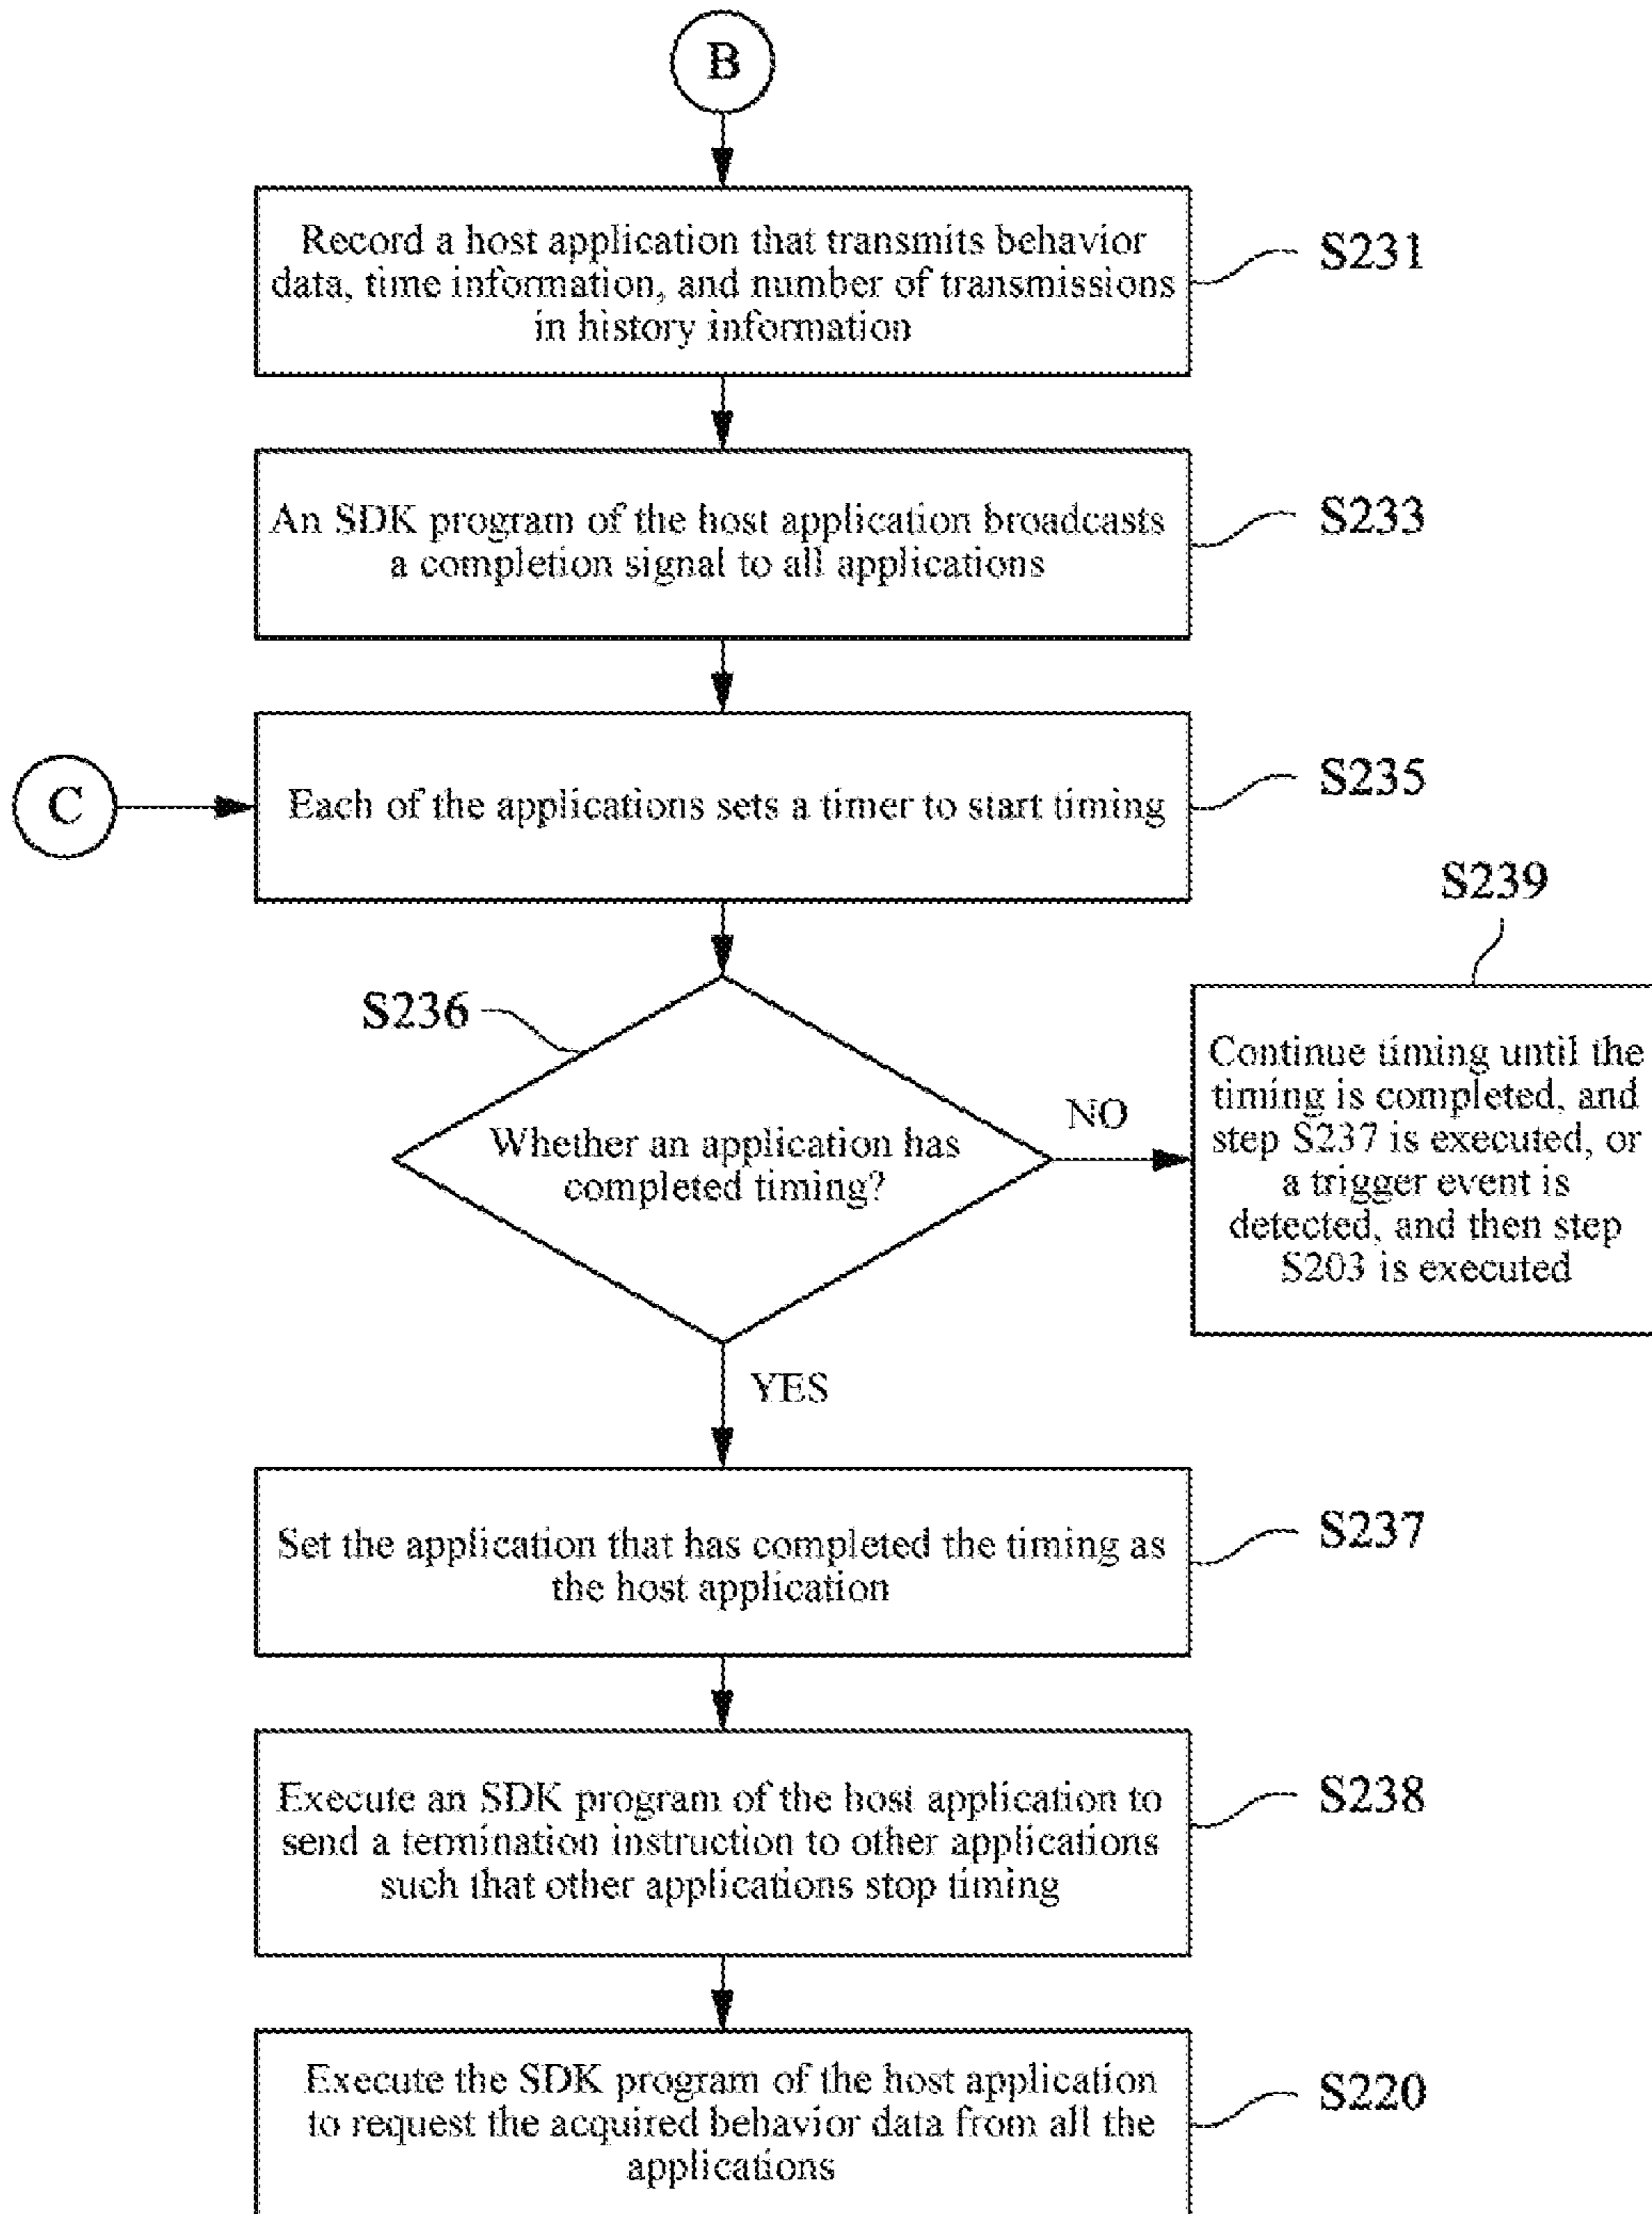 B
Record a host application that transmits behavior
data, time information, and number of transmissions
in history information
S231
An SDK program of the host application broadcasts
a completion signal to all applications
S233
C
Each of the applications sets a timer to start timing
S235
S239
S236
Whether an application has
completed timing?
NO
Continue timing until the
timing is completed, and
step S237 is executed, or
a trigger event is
detected, and then step
S203 is executed
YES
Set the application that has completed the timing as
the host application
S237
Execute an SDK program of the host application to
send a termination instruction to other applications
such that other applications stop timing
S238
Execute the SDK program of the host application
to request the acquired behavior data from all the
applications
S220